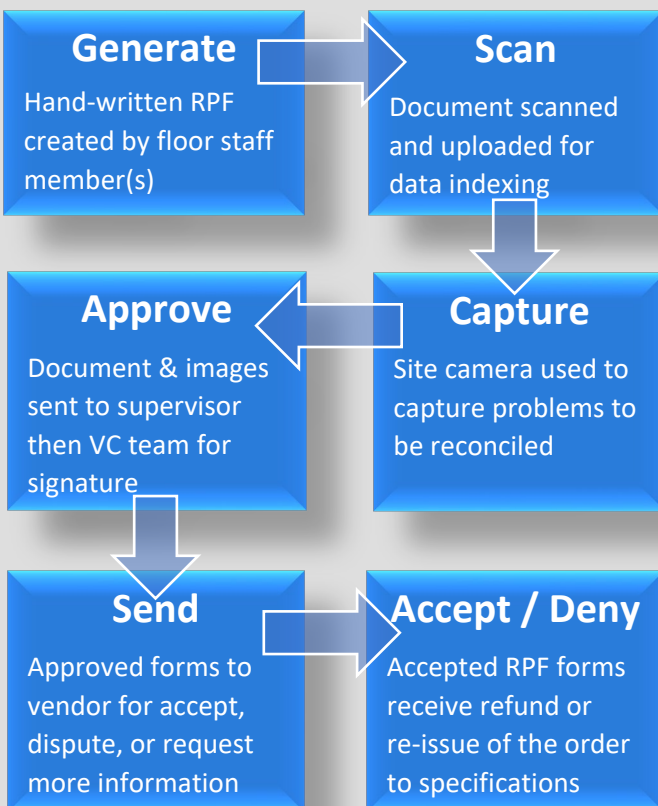 Generate
Hand-written RPF
created by floor staff
member(s)
Scan
Document scanned
and uploaded for
data indexing
Capture
Site camera used to
capture problems to
be reconciled
Approve
Document & images
sent to supervisor
then VC team for
signature
Send
Approved forms to
vendor for accept,
dispute, or request
more information
Accept / Deny
Accepted RPF forms
receive refund or
re-issue of the order
to specifications